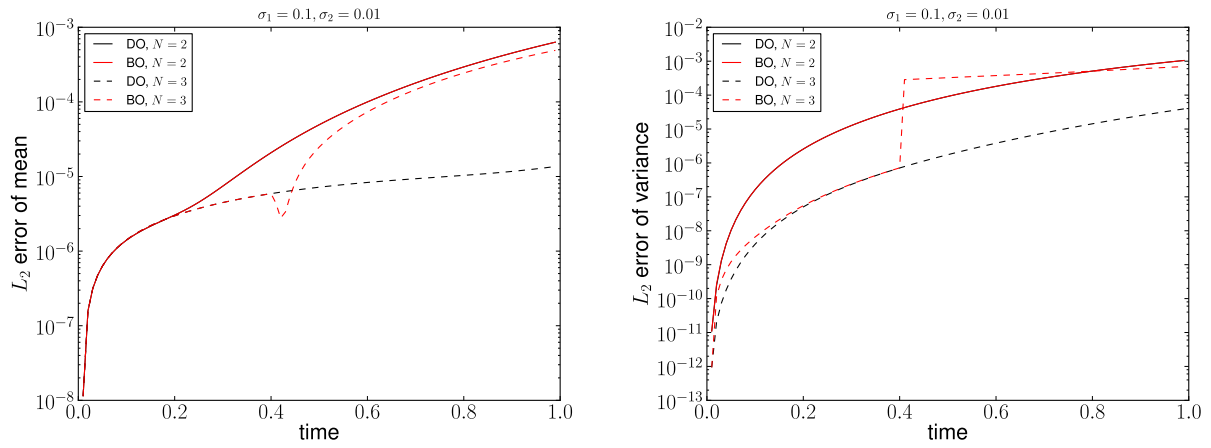 σ₁ = 0.1, σ₂ = 0.01
DO, N = 2
BO, N = 2
DO, N = 3
BO, N = 3
L₂ error of mean
10⁻³
10⁻⁴
10⁻⁵
10⁻⁶
10⁻⁷
10⁻⁸
0.0 0.2 0.4 0.6 0.8 1.0
time
σ₁ = 0.1, σ₂ = 0.01
DO, N = 2
BO, N = 2
DO, N = 3
BO, N = 3
L₂ error of variance
10⁻²
10⁻³
10⁻⁴
10⁻⁵
10⁻⁶
10⁻⁷
10⁻⁸
10⁻⁹
10⁻¹⁰
10⁻¹¹
10⁻¹²
10⁻¹³
0.0 0.2 0.4 0.6 0.8 1.0
time